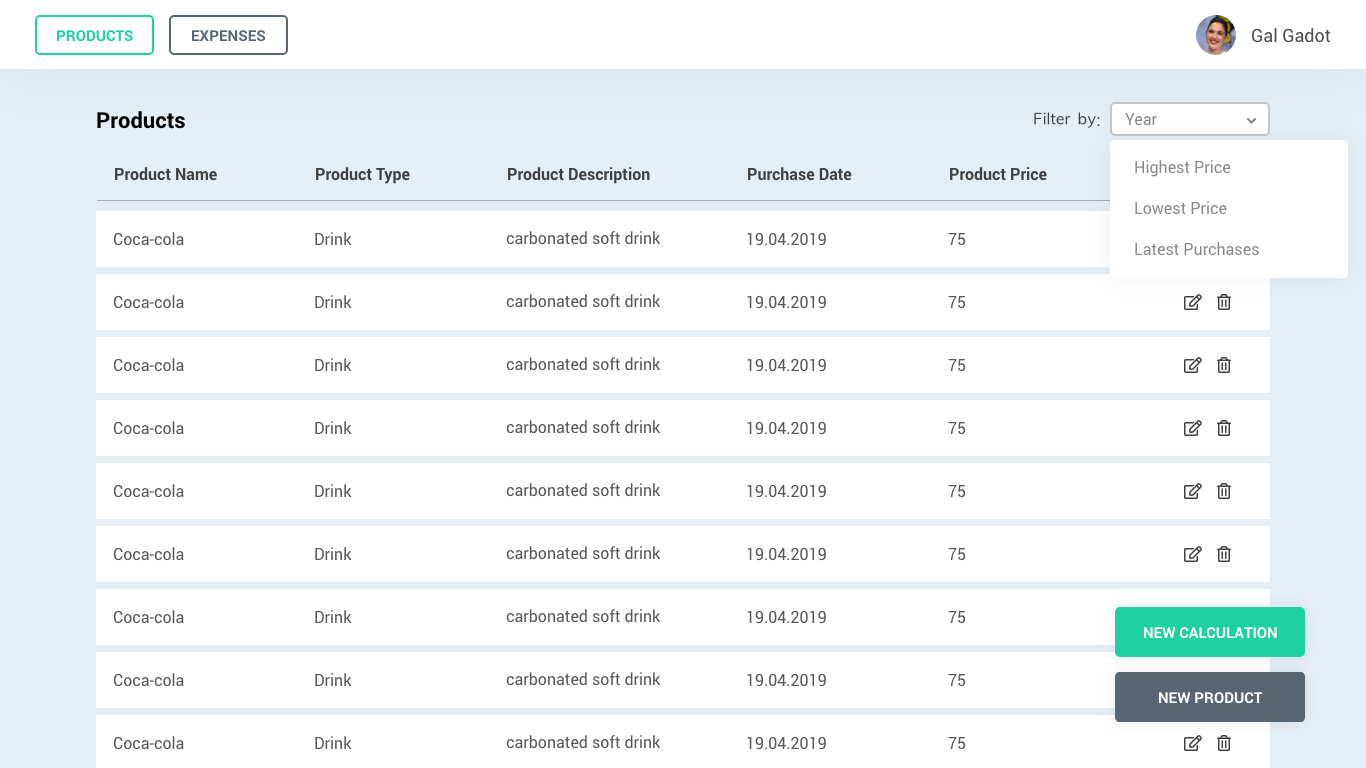 PRODUCTS EXPENSES Gal Gadot
Products Filter by: Year
Highest Price
Lowest Price
Latest Purchases
Product Name Product Type Product Description Purchase Date Product Price
Coca-cola Drink carbonated soft drink 19.04.2019 75
Coca-cola Drink carbonated soft drink 19.04.2019 75
Coca-cola Drink carbonated soft drink 19.04.2019 75
Coca-cola Drink carbonated soft drink 19.04.2019 75
Coca-cola Drink carbonated soft drink 19.04.2019 75
Coca-cola Drink carbonated soft drink 19.04.2019 75
Coca-cola Drink carbonated soft drink 19.04.2019 75
Coca-cola Drink carbonated soft drink 19.04.2019 75
Coca-cola Drink carbonated soft drink 19.04.2019 75
NEW CALCULATION
NEW PRODUCT